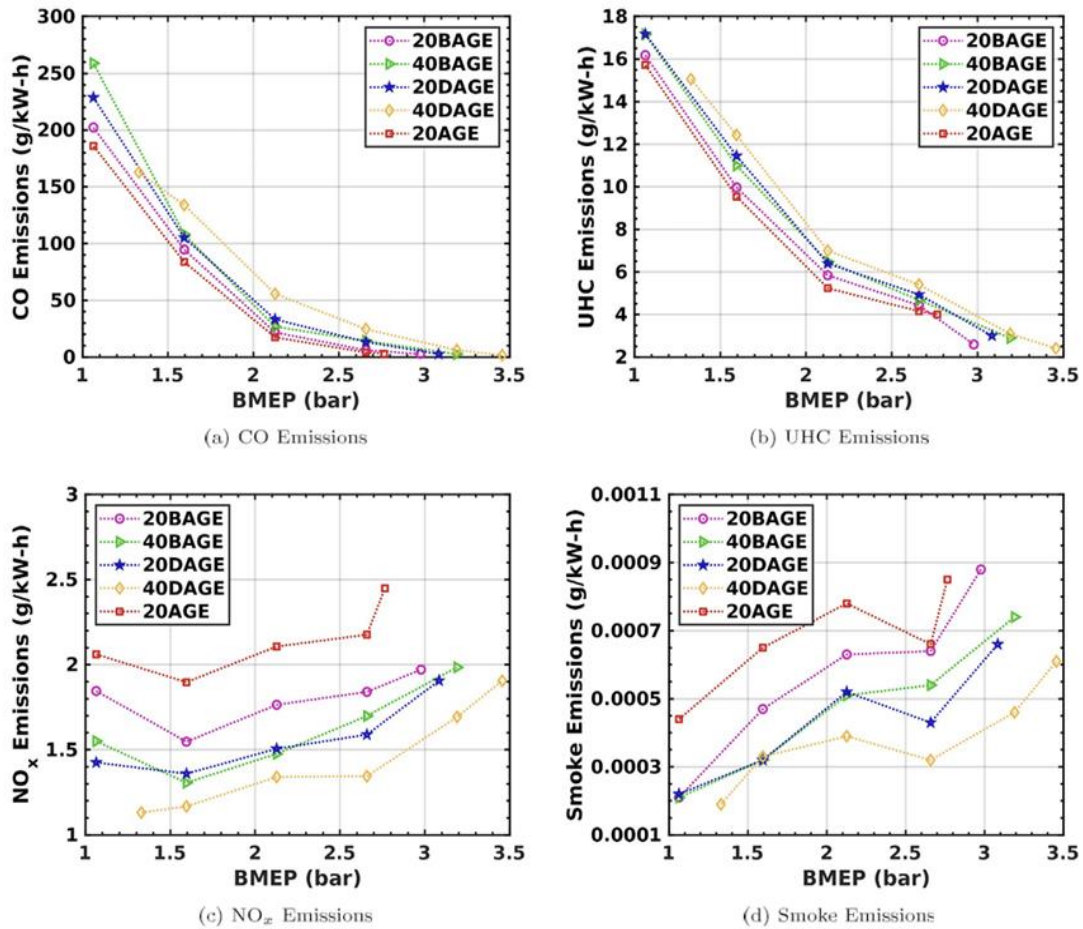 300
250
200
150
100
50
0
CO Emissions (g/kW-h)
20BAGE
40BAGE
20DAGE
40DAGE
20AGE
1 1.5 2 2.5 3 3.5
BMEP (bar)
(a) CO Emissions
18
16
14
12
10
8
6
4
2
UHC Emissions (g/kW-h)
20BAGE
40BAGE
20DAGE
40DAGE
20AGE
1 1.5 2 2.5 3 3.5
BMEP (bar)
(b) UHC Emissions
3
2.5
2
1.5
1
NOx Emissions (g/kW-h)
20BAGE
40BAGE
20DAGE
40DAGE
20AGE
1 1.5 2 2.5 3 3.5
BMEP (bar)
(c) NOx Emissions
0.0011
0.0009
0.0007
0.0005
0.0003
0.0001
Smoke Emissions (g/kW-h)
20BAGE
40BAGE
20DAGE
40DAGE
20AGE
1 1.5 2 2.5 3 3.5
BMEP (bar)
(d) Smoke Emissions